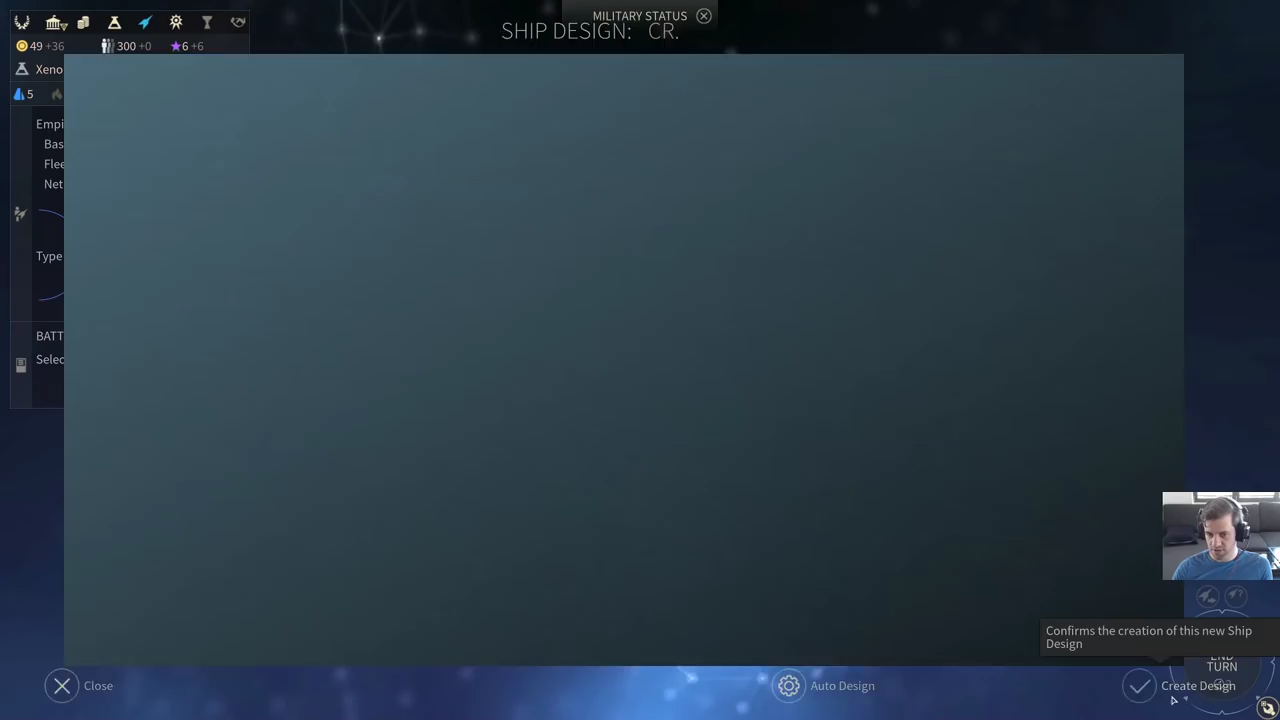 MILITARY STATUS
SHIP DESIGN: CR.
49 +36 300 +0 6 +6
Xeno
5
Empi
Bas
Flee
Net
Type
BATT
Selec
Confirms the creation of this new Ship
Design
END
TURN
Close
Auto Design
Create Design